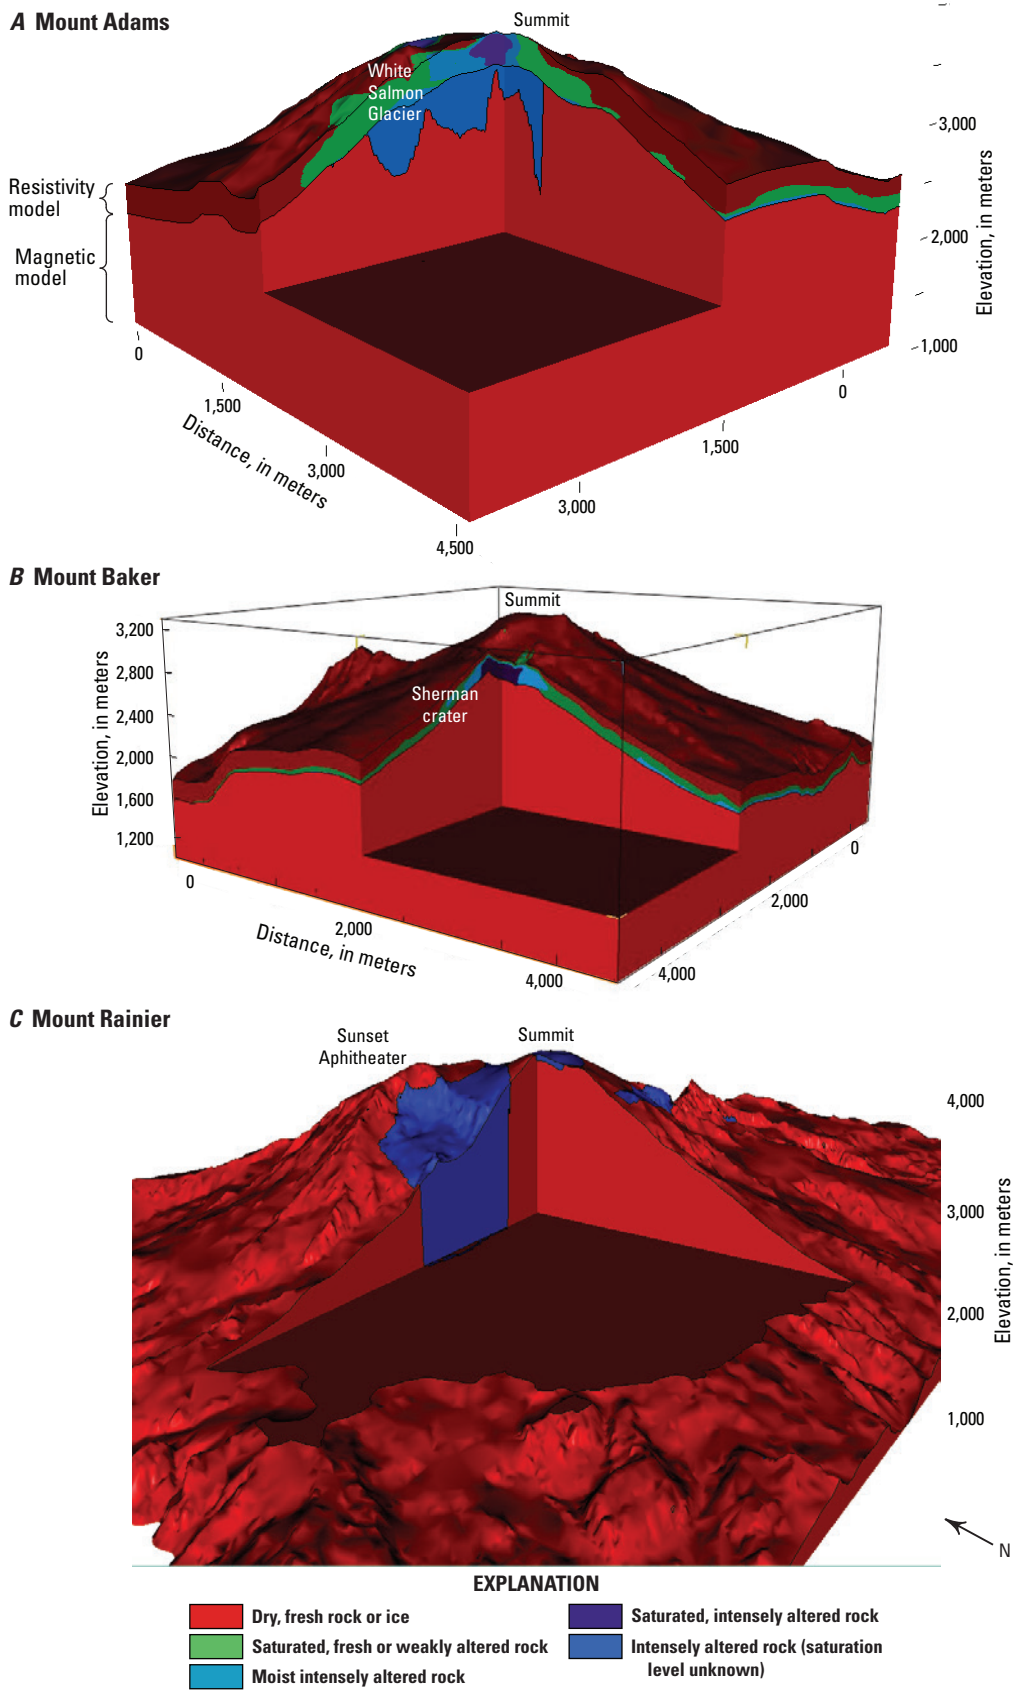 A Mount Adams
Summit
White
Salmon
Glacier
Resistivity
model
Magnetic
model
3,000
2,000
1,000
Elevation, in meters
0
1,500
3,000
4,500
Distance, in meters
0
1,500
3,000
B Mount Baker
Summit
Sherman
crater
3,200
2,800
2,400
2,000
1,600
1,200
Elevation, in meters
0
2,000
4,000
Distance, in meters
0
2,000
4,000
C Mount Rainier
Sunset
Aphitheater
Summit
4,000
3,000
2,000
1,000
Elevation, in meters
N
EXPLANATION
Dry, fresh rock or ice
Saturated, fresh or weakly altered rock
Moist intensely altered rock
Saturated, intensely altered rock
Intensely altered rock (saturation
level unknown)